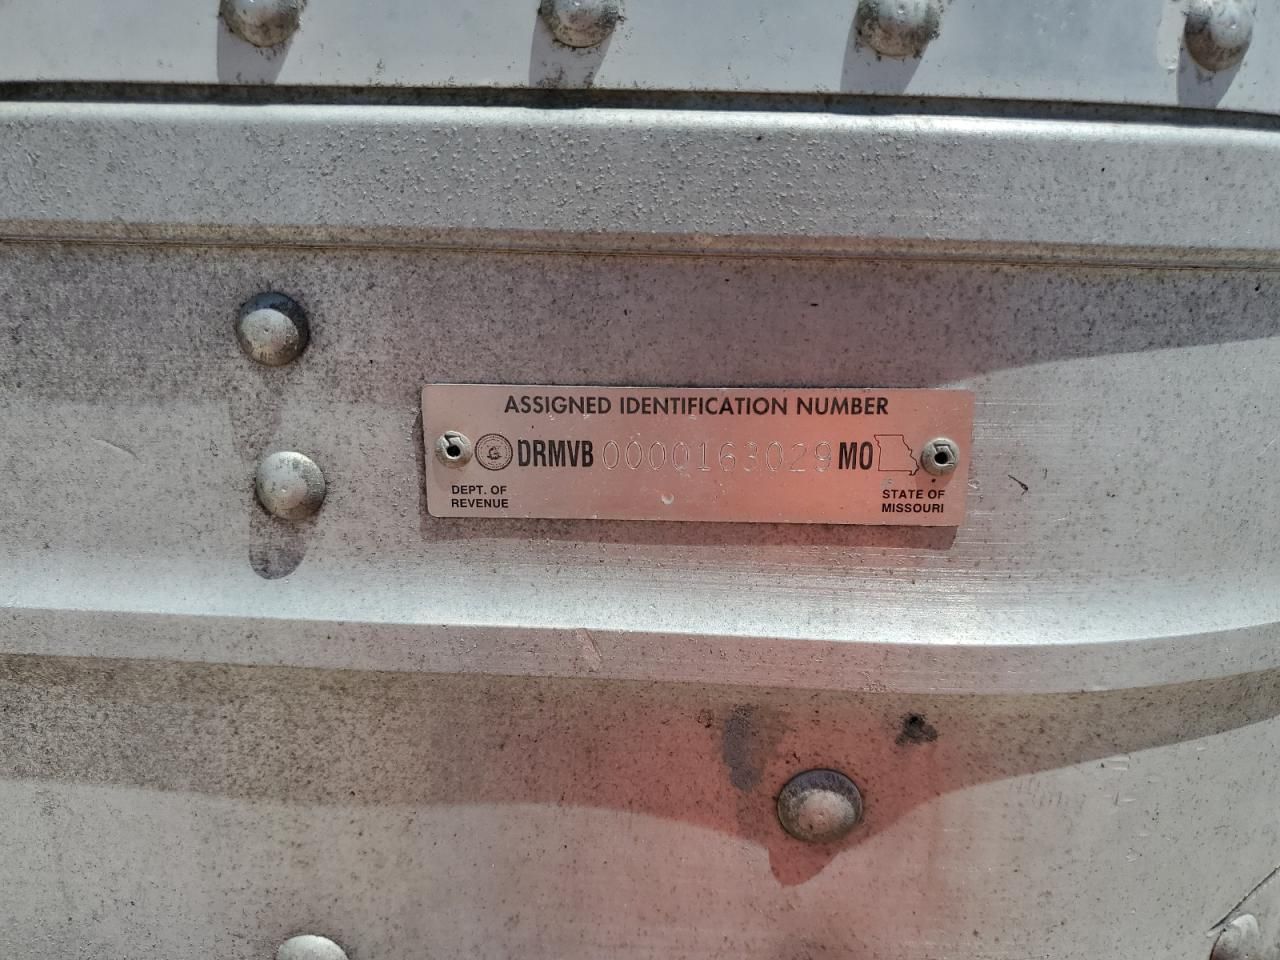 ASSIGNED IDENTIFICATION NUMBER
DRMVB 0000163029 MO
DEPT. OF
REVENUE
STATE OF
MISSOURI